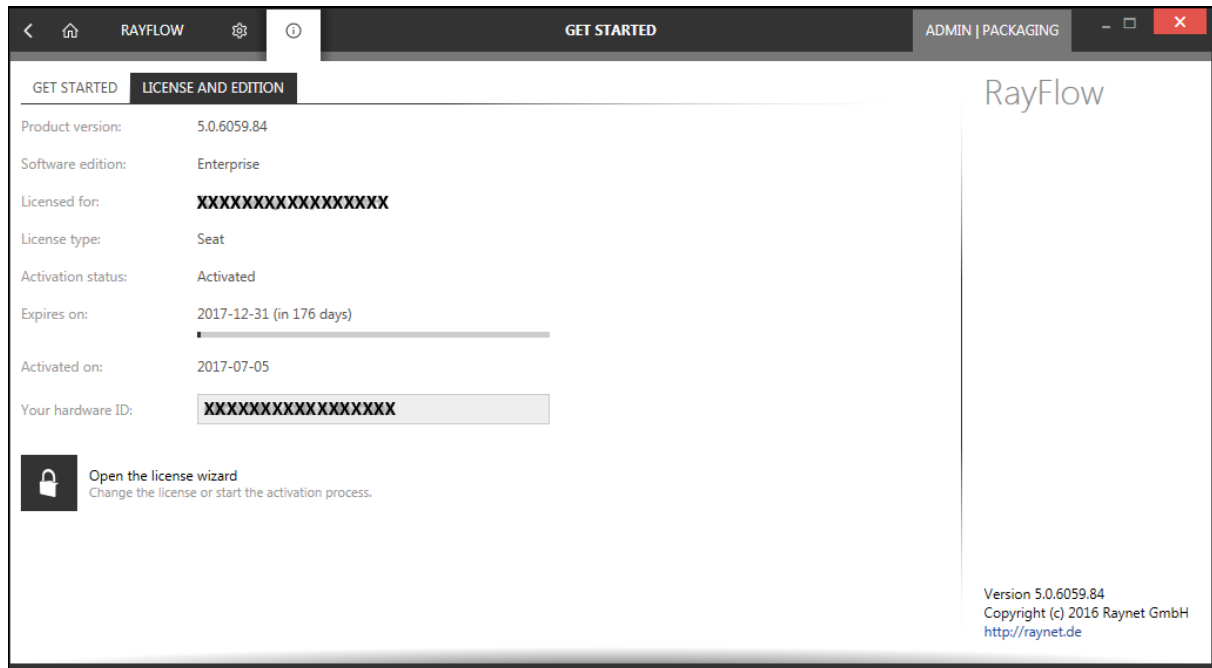 RAYFLOW GET STARTED ADMIN | PACKAGING
GET STARTED LICENSE AND EDITION
RayFlow
Product version: 5.0.6059.84
Software edition: Enterprise
Licensed for: XXXXXXXXXXXXXXXXX
License type: Seat
Activation status: Activated
Expires on: 2017-12-31 (in 176 days)
Activated on: 2017-07-05
Your hardware ID: XXXXXXXXXXXXXXXXX
Open the license wizard
Change the license or start the activation process.
Version 5.0.6059.84
Copyright (c) 2016 Raynet GmbH
http://raynet.de